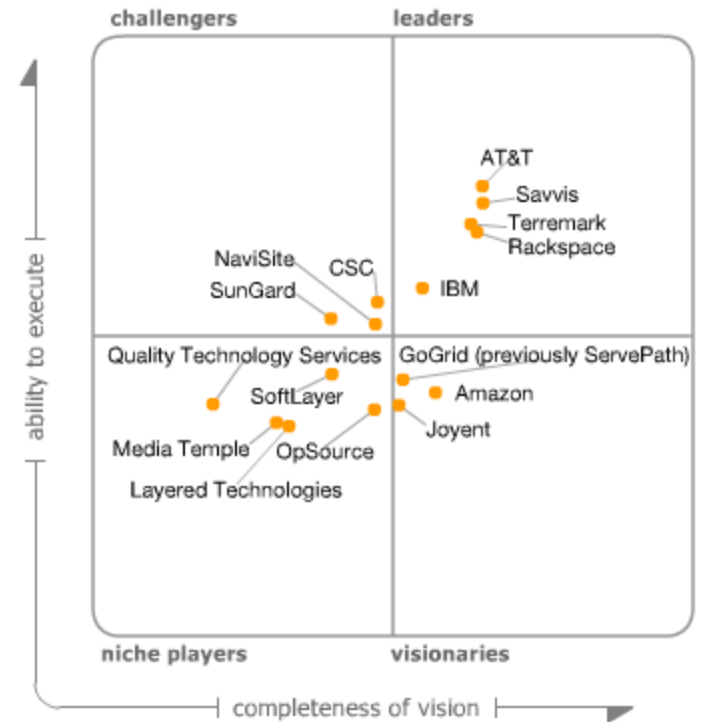 challengers
leaders
AT&T
Savvis
Terremark
Rackspace
NaviSite
CSC
SunGard
IBM
ability to execute
Quality Technology Services
GoGrid (previously ServePath)
SoftLayer
Amazon
Joyent
Media Temple
OpSource
Layered Technologies
niche players
visionaries
completeness of vision